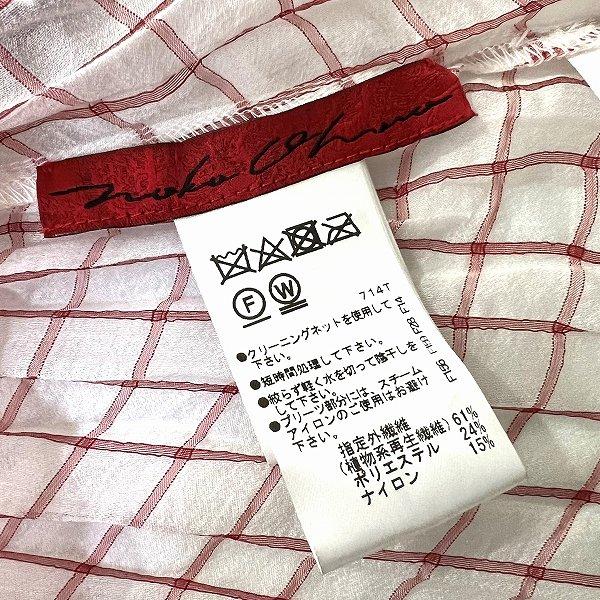 F
W
714T
●クリーニングネットを使用して
下さい。
●短時間処理して下さい。
●絞らず軽く水を切って陰干しを
して下さい。
●プリーツ部分には、スチーム
アイロンのご使用はお避け
下さい。
指定外繊維
(植物系再生繊維) 61%
ポリエステル 24%
ナイロン 15%